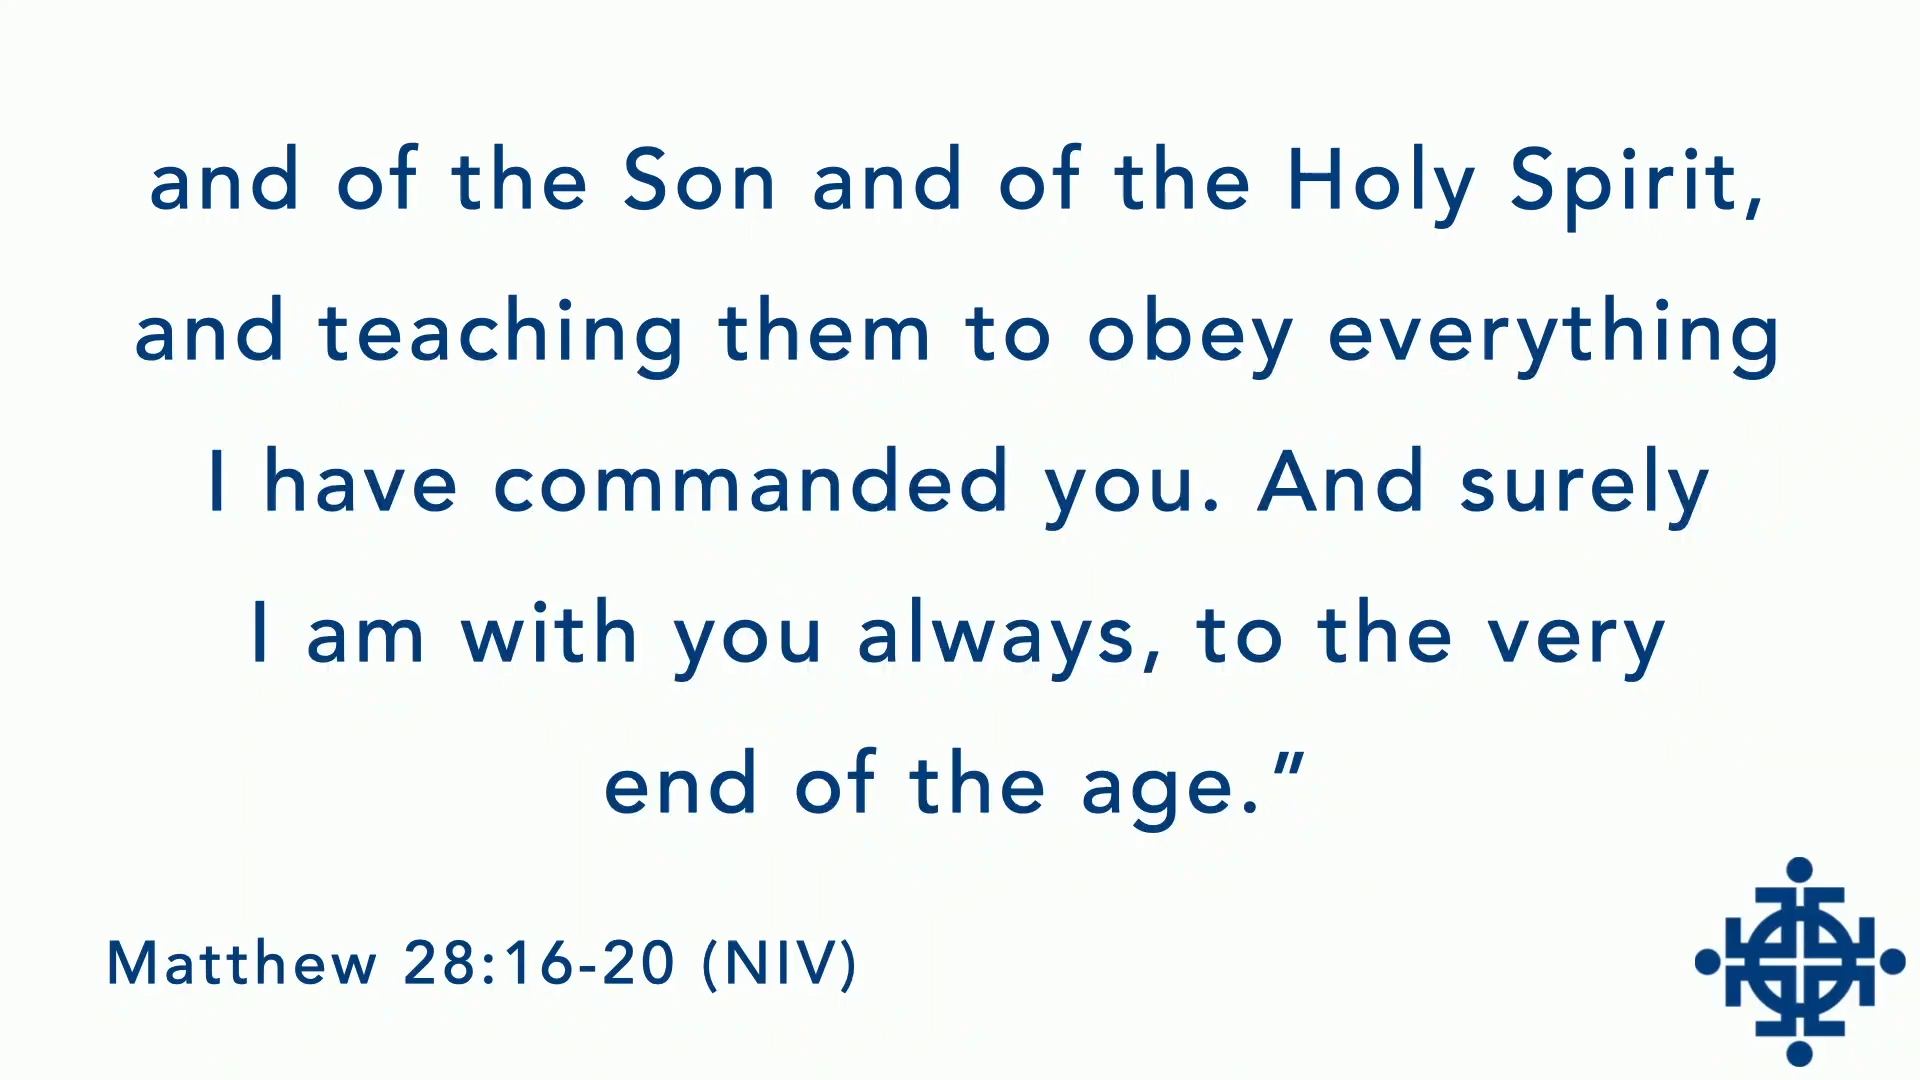 and of the Son and of the Holy Spirit,
and teaching them to obey everything
I have commanded you. And surely
I am with you always, to the very
end of the age.”
Matthew 28:16-20 (NIV)